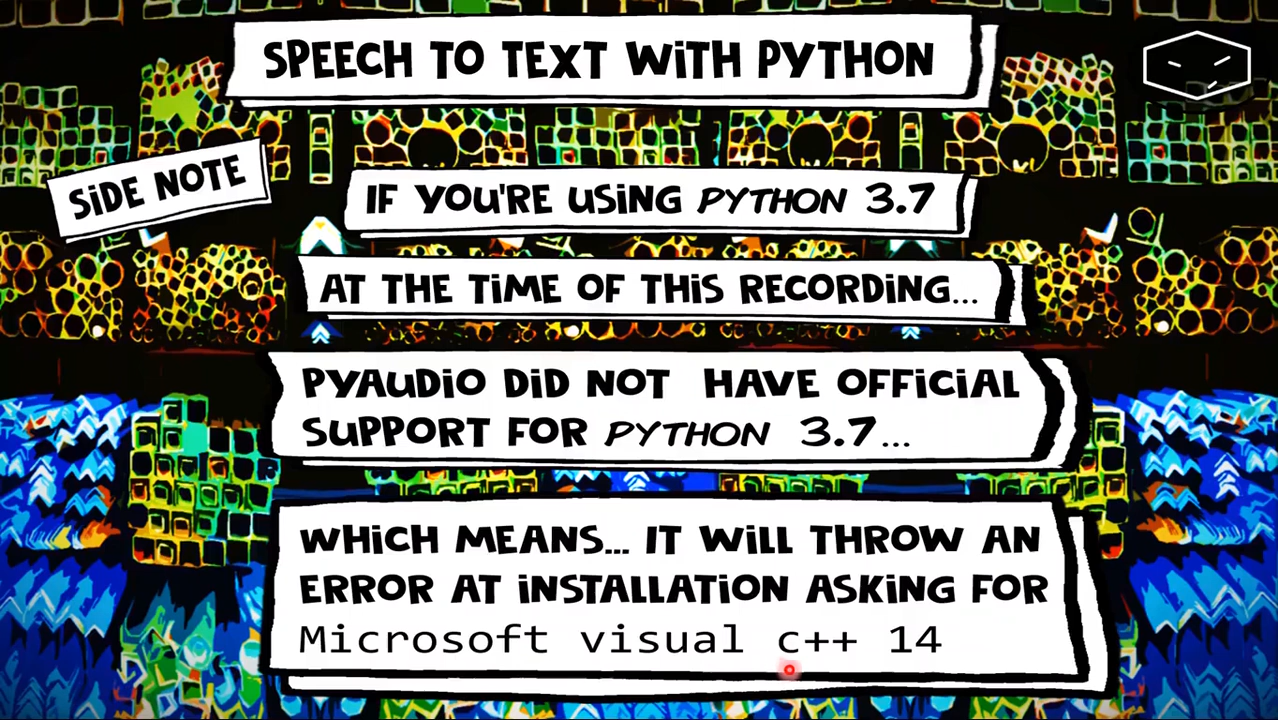 SPEECH TO TEXT WiTH PYTHON
SiDE NOTE
IF YOU'RE USiNG PYTHON 3.7
AT THE TiME OF THiS RECORDiNG...
PYAUDiO DiD NOT HAVE OFFiCiAL
SUPPORT FOR PYTHON 3.7...
WHiCH MEANS... IT WiLL THROW AN
ERROR AT iNSTALLATiON ASKiNG FOR
Microsoft visual c++ 14